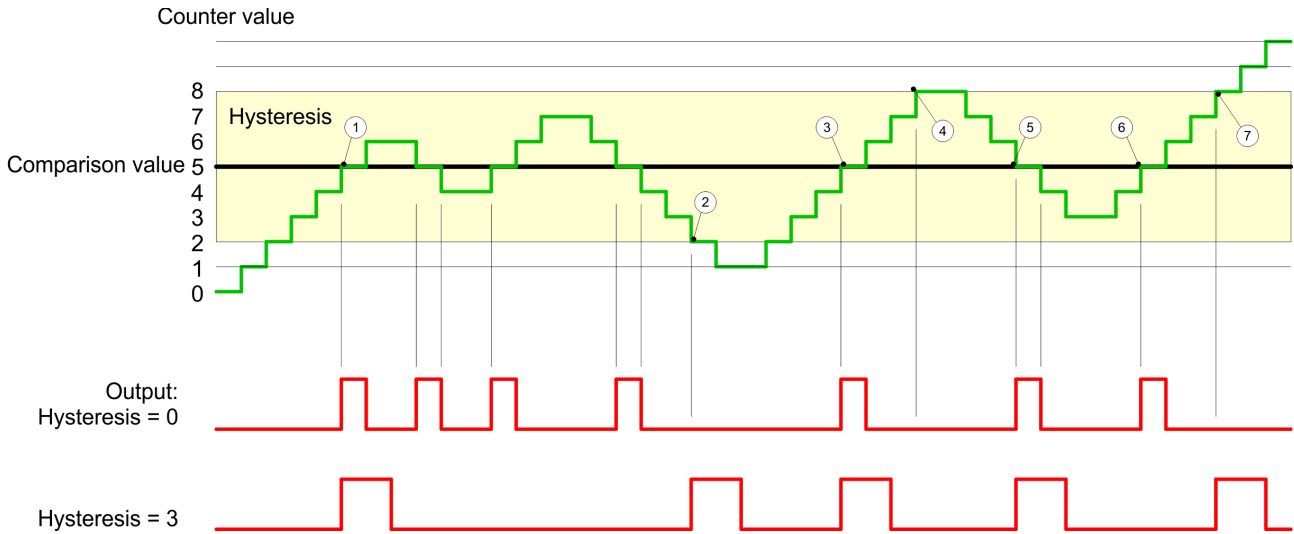 Counter value
8
7
Hysteresis
1
3
4
5
6
7
6
Comparison value 5
4
3
2
2
1
0
Output:
Hysteresis = 0
Hysteresis = 3